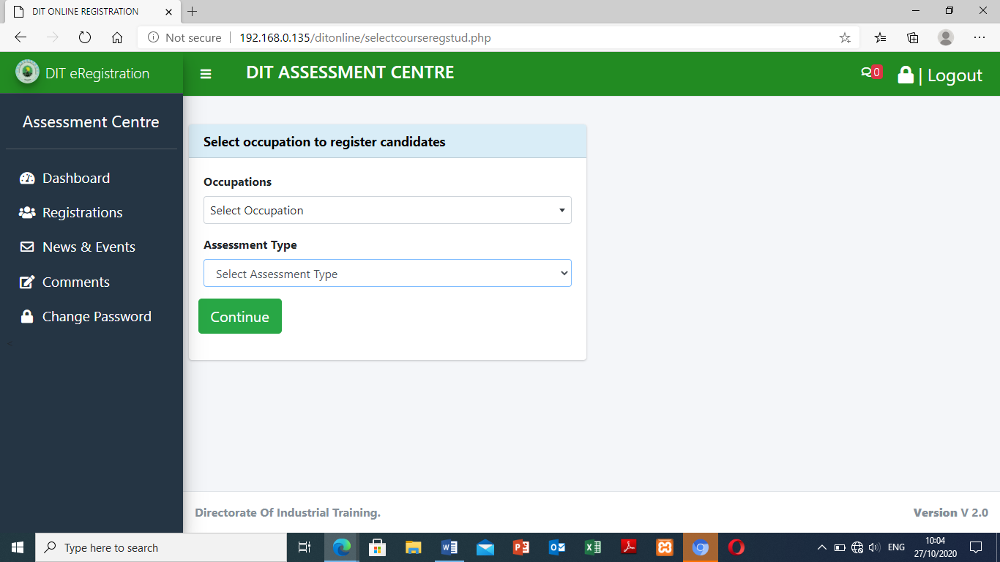 DIT ONLINE REGISTRATION
Not secure | 192.168.0.135/ditonline/selectcourseregstud.php
DIT eRegistration
DIT ASSESSMENT CENTRE
0
| Logout
Assessment Centre
Dashboard
Registrations
News & Events
Comments
Change Password
<
Select occupation to register candidates
Occupations
Select Occupation
Assessment Type
Select Assessment Type
Continue
Directorate Of Industrial Training.
Version V 2.0
Type here to search
ENG
10:04
27/10/2020